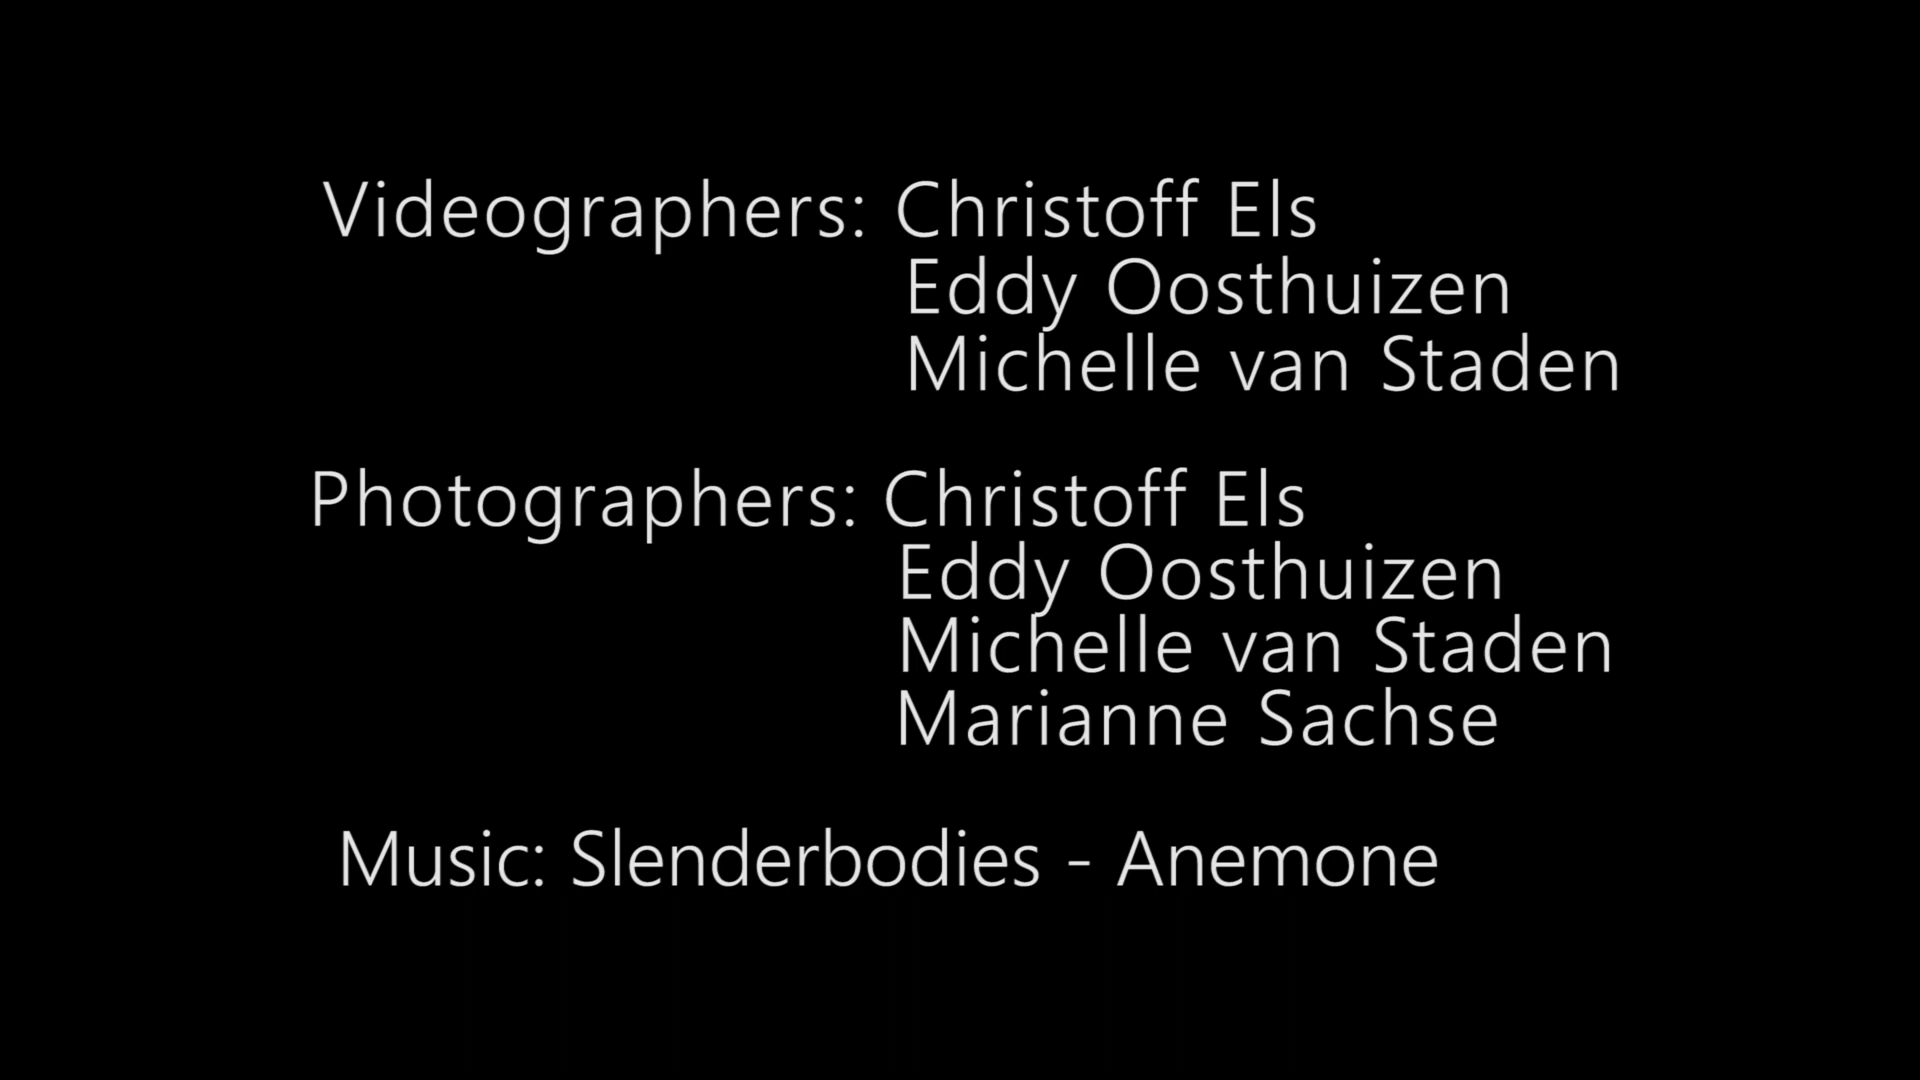 Videographers: Christoff Els
Eddy Oosthuizen
Michelle van Staden
Photographers: Christoff Els
Eddy Oosthuizen
Michelle van Staden
Marianne Sachse
Music: Slenderbodies - Anemone